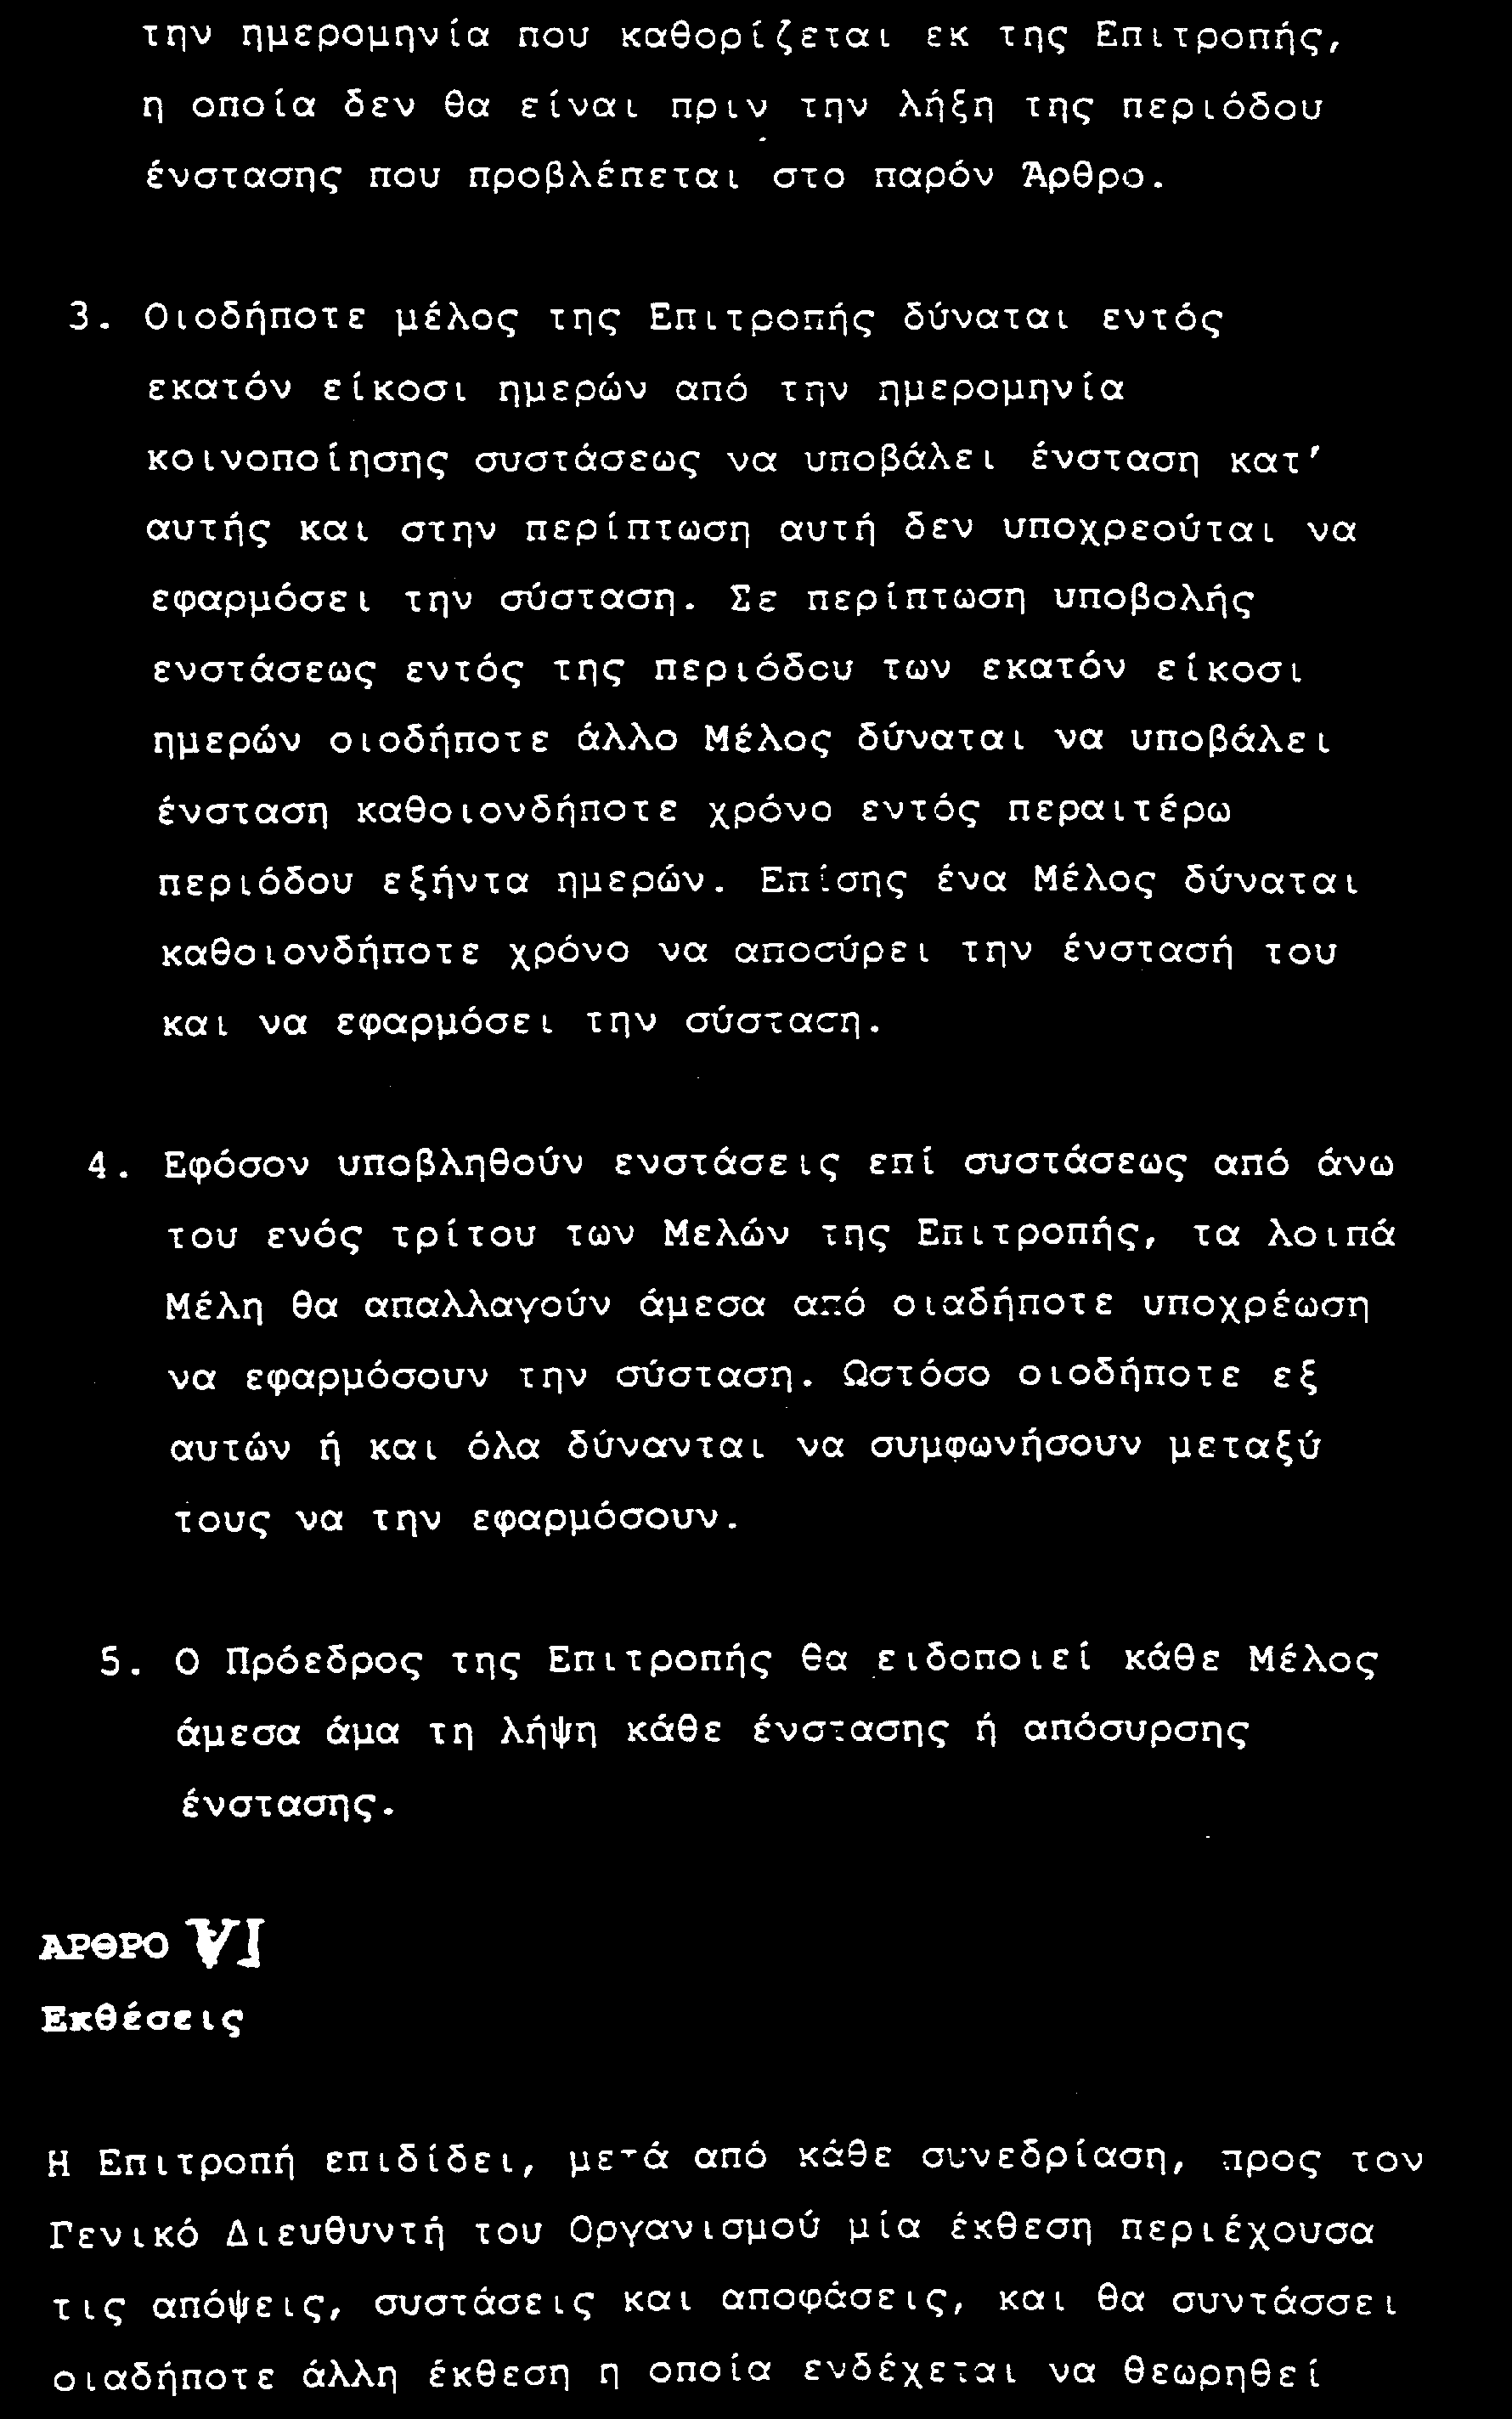 την ημερομηνία που καθορίζεται εκ της Επιτροπής,
η οποία δεν θα είναι πριν την λήξη της περιόδου
ένστασης που προβλέπεται στο παρόν Άρθρο.
3. Οιοδήποτε μέλος της Επιτροπής δύναται εντός
εκατόν είκοσι ημερών από την ημερομηνία
κοινοποίησης συστάσεως να υποβάλει ένσταση κατ'
αυτής και στην περίπτωση αυτή δεν υποχρεούται να
εφαρμόσει την σύσταση. Σε περίπτωση υποβολής
ενστάσεως εντός της περιόδου των εκατόν είκοσι
ημερών οιοδήποτε άλλο Μέλος δύναται να υποβάλει
ένσταση καθοιονδήποτε χρόνο εντός περαιτέρω
περιόδου εξήντα ημερών. Επίσης ένα Μέλος δύναται
καθοιονδήποτε χρόνο να αποσύρει την ένστασή του
και να εφαρμόσει την σύσταση.
4. Εφόσον υποβληθούν ενστάσεις επί συστάσεως από άνω
του ενός τρίτου των Μελών της Επιτροπής, τα λοιπά
Μέλη θα απαλλαγούν άμεσα από οιαδήποτε υποχρέωση
να εφαρμόσουν την σύσταση. Ωστόσο οιοδήποτε εξ
αυτών ή και όλα δύνανται να συμφωνήσουν μεταξύ
τους να την εφαρμόσουν.
5. Ο Πρόεδρος της Επιτροπής θα ειδοποιεί κάθε Μέλος
άμεσα άμα τη λήψη κάθε ένστασης ή απόσυρσης
ένστασης.
ΑΡΘΡΟ VI
Εκθέσεις
Η Επιτροπή επιδίδει, μετά από κάθε συνεδρίαση, προς τον
Γενικό Διευθυντή του Οργανισμού μία έκθεση περιέχουσα
τις απόψεις, συστάσεις και αποφάσεις, και θα συντάσσει
οιαδήποτε άλλη έκθεση η οποία ενδέχεται να θεωρηθεί